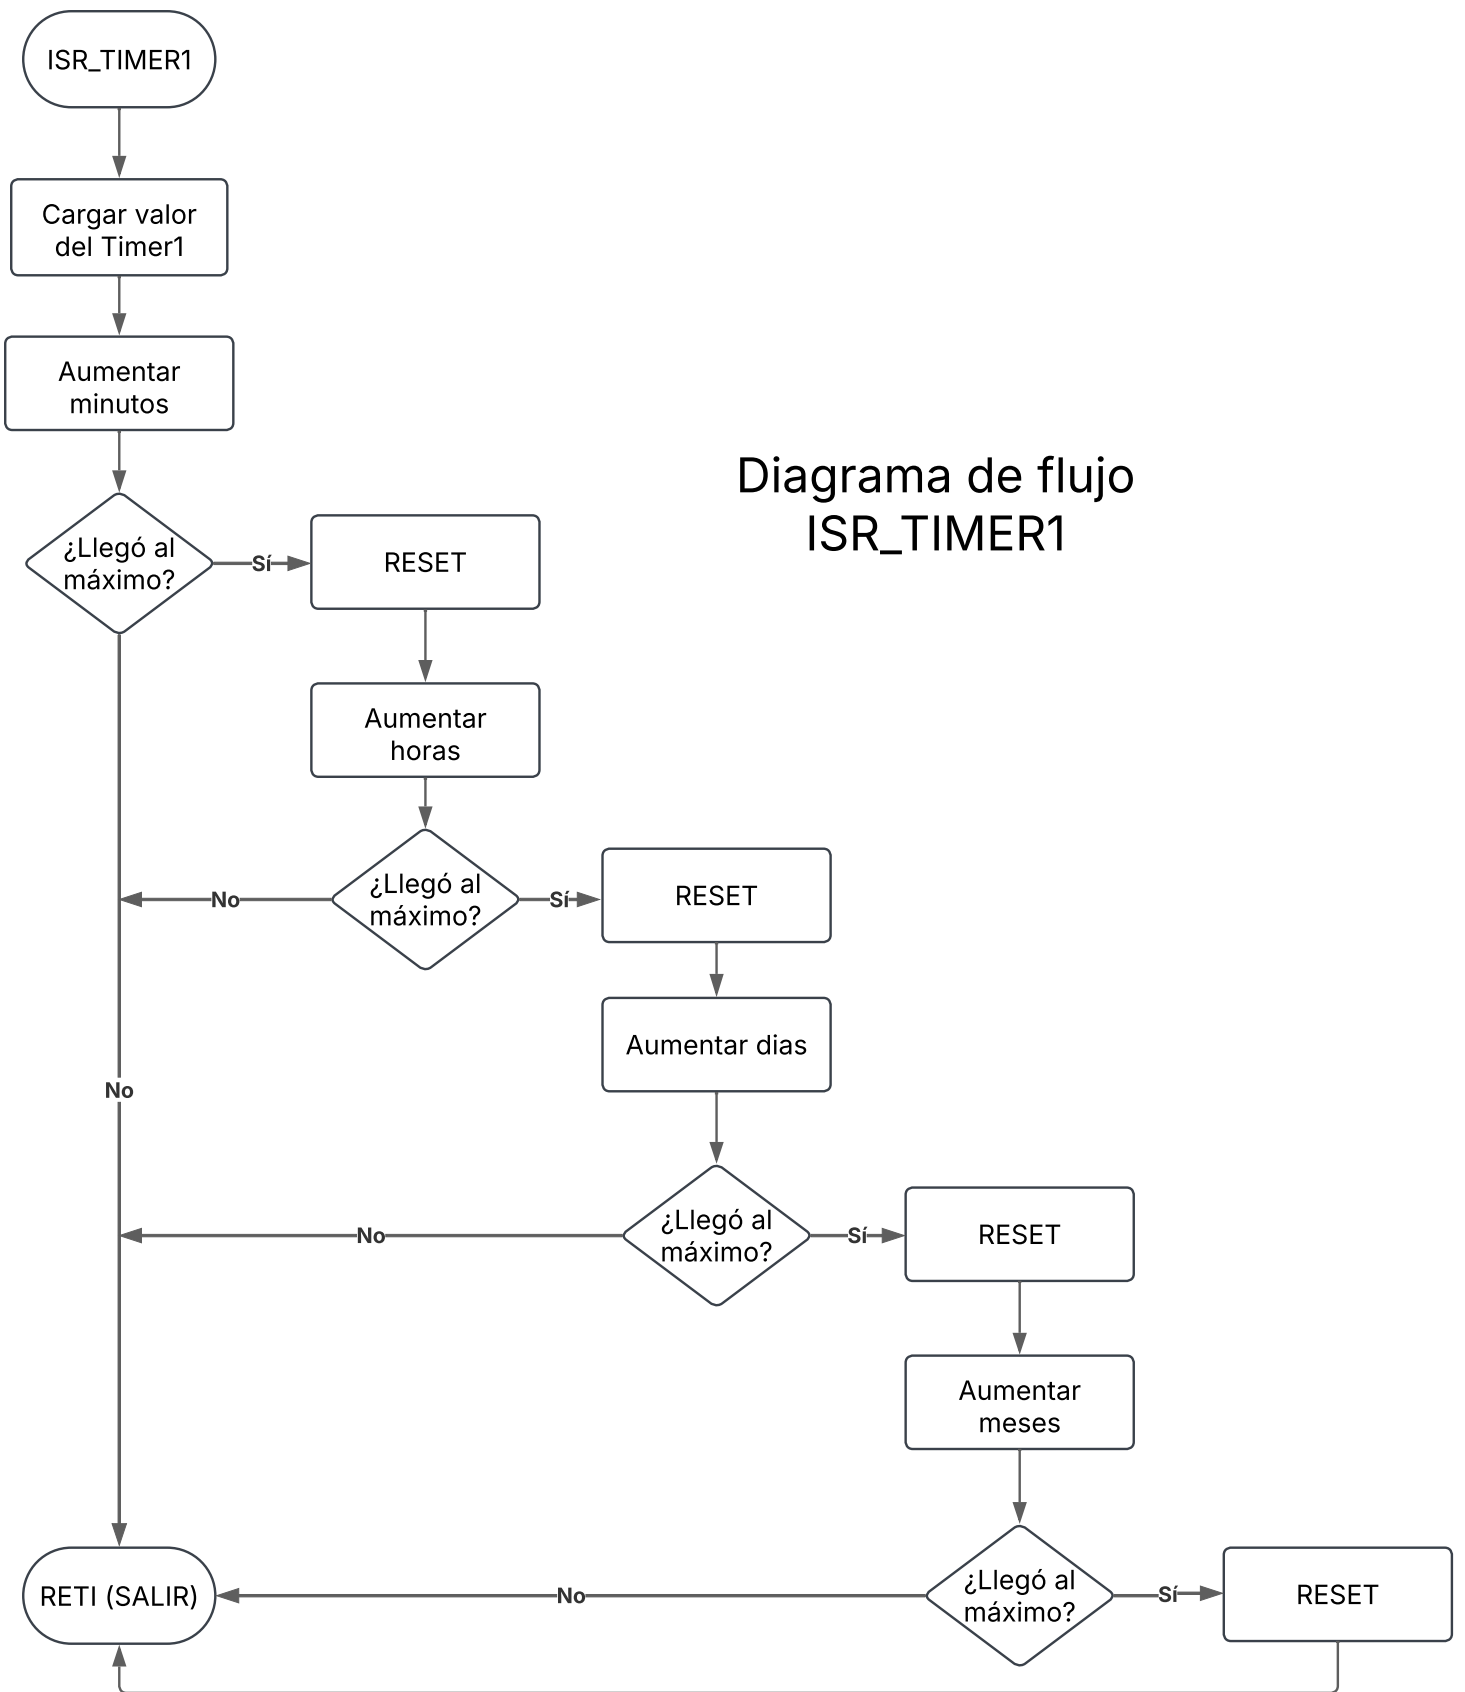 ISR_TIMER1
Cargar valor
del Timer1
Aumentar
minutos
Diagrama de flujo
ISR_TIMER1
¿Llegó al
máximo?
Sí
RESET
Aumentar
horas
¿Llegó al
máximo?
No
Sí
RESET
Aumentar dias
No
¿Llegó al
máximo?
No
Sí
RESET
Aumentar
meses
¿Llegó al
máximo?
No
Sí
RESET
RETI (SALIR)